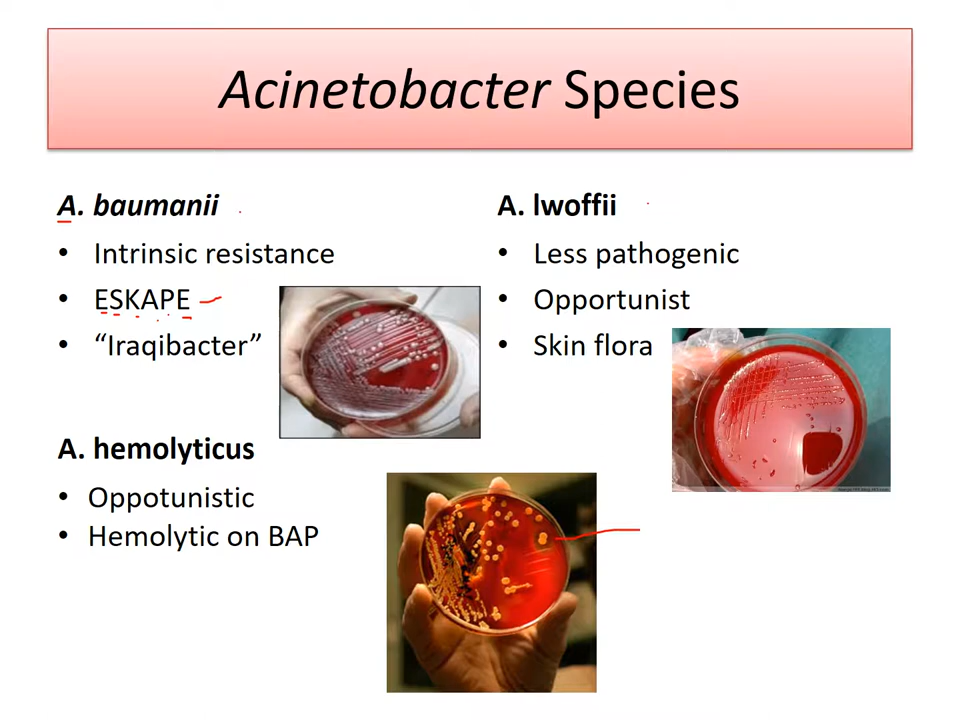 Acinetobacter Species
A. baumanii
• Intrinsic resistance
• ESKAPE
• “Iraqibacter”
A. lwoffii
• Less pathogenic
• Opportunist
• Skin flora
A. hemolyticus
• Oppotunistic
• Hemolytic on BAP